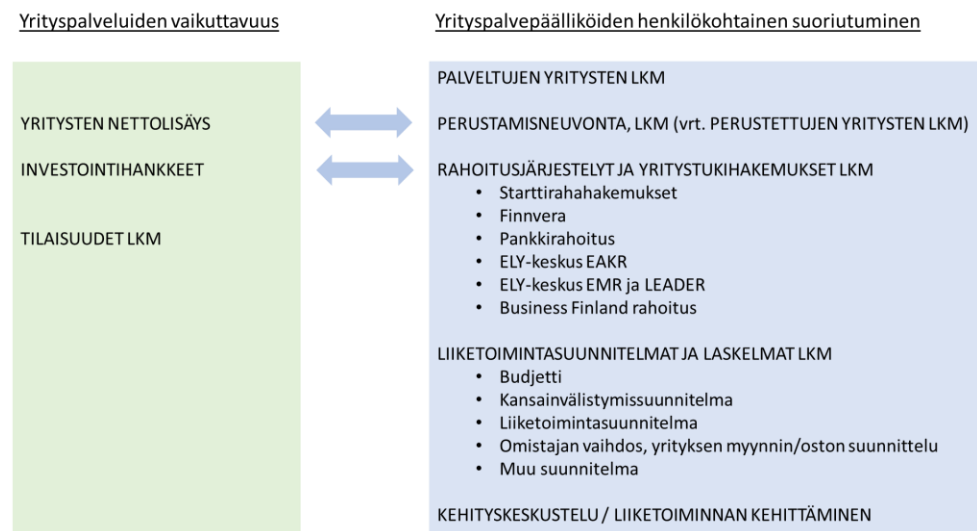 Yrityspalveluiden vaikuttavuus
Yrityspalvepäälliköiden henkilökohtainen suoriutuminen
YRITYSTEN NETTOLISÄYS
INVESTOINTIHANKKEET
TILAISUUDET LKM
PALVELTUJEN YRITYSTEN LKM
PERUSTAMISNEUVONTA, LKM (vrt. PERUSTETTUJEN YRITYSTEN LKM)
RAHOITUSJÄRJESTELYT JA YRITYSTUKIHAKEMUKSET LKM
• Starttirahahakemukset
• Finnvera
• Pankkirahoitus
• ELY-keskus EAKR
• ELY-keskus EMR ja LEADER
• Business Finland rahoitus
LIIKETOIMINTASUUNNITELMAT JA LASKELMAT LKM
• Budjetti
• Kansainvälistymissuunnitelma
• Liiketoimintasuunnitelma
• Omistajan vaihdos, yrityksen myynnin/oston suunnittelu
• Muu suunnitelma
KEHITYSKESKUSTELU / LIIKETOIMINNAN KEHITTÄMINEN